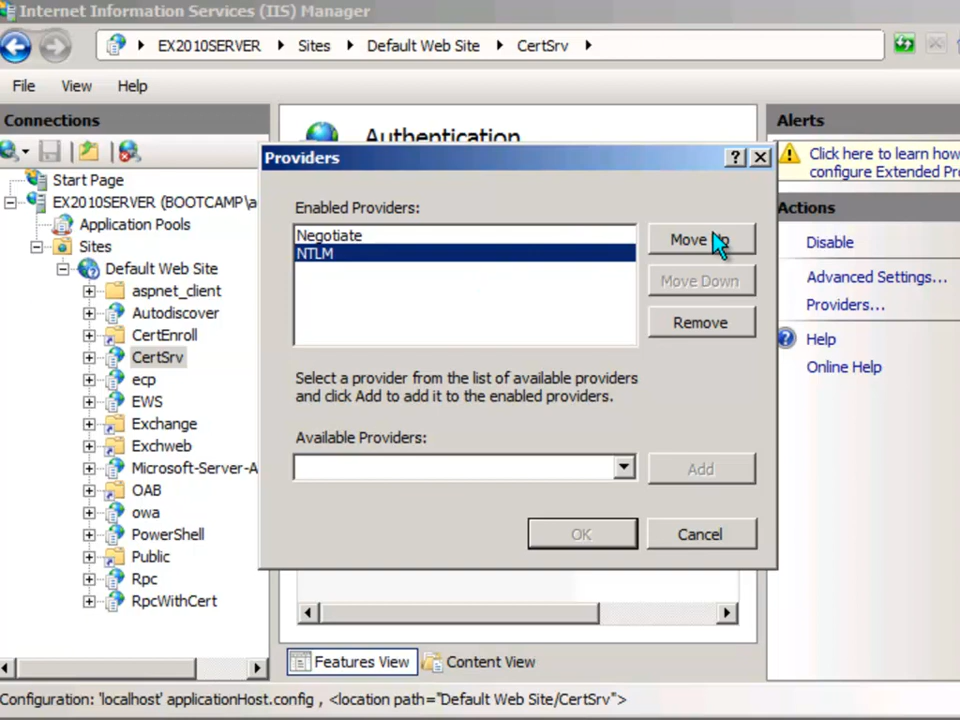 Internet Information Services (IIS) Manager
EX2010SERVER Sites Default Web Site CertSrv
File View Help
Connections
Start Page
EX2010SERVER (BOOTCAMP\a
Application Pools
Sites
Default Web Site
aspnet_client
Autodiscover
CertEnroll
CertSrv
ecp
EWS
Exchange
Exchweb
Microsoft-Server-A
OAB
owa
PowerShell
Public
Rpc
RpcWithCert
Authentication
Providers
Enabled Providers:
Negotiate
NTLM
Move Up
Move Down
Remove
Select a provider from the list of available providers
and click Add to add it to the enabled providers.
Available Providers:
Add
OK
Cancel
Features View
Content View
Alerts
Click here to learn how
configure Extended Pro
Actions
Disable
Advanced Settings...
Providers...
Help
Online Help
Configuration: 'localhost' applicationHost.config , <location path="Default Web Site/CertSrv">